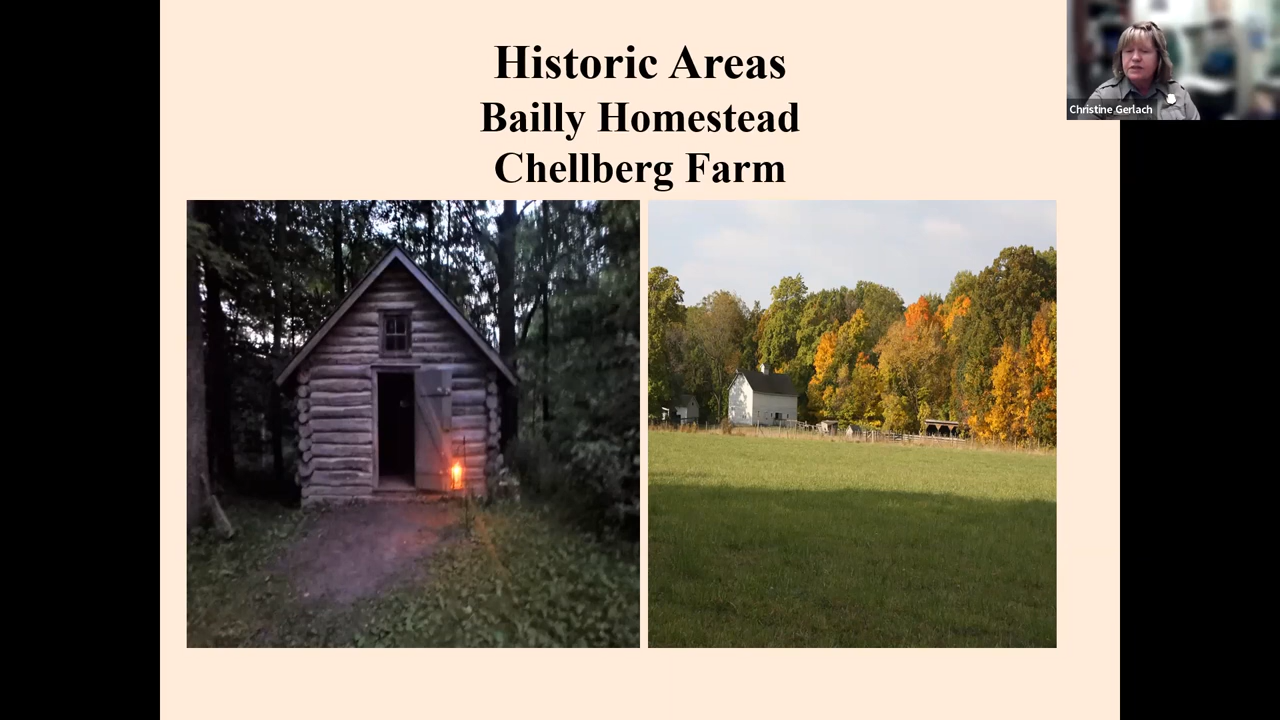 Historic Areas
Bailly Homestead
Chellberg Farm
Christine Gerlach